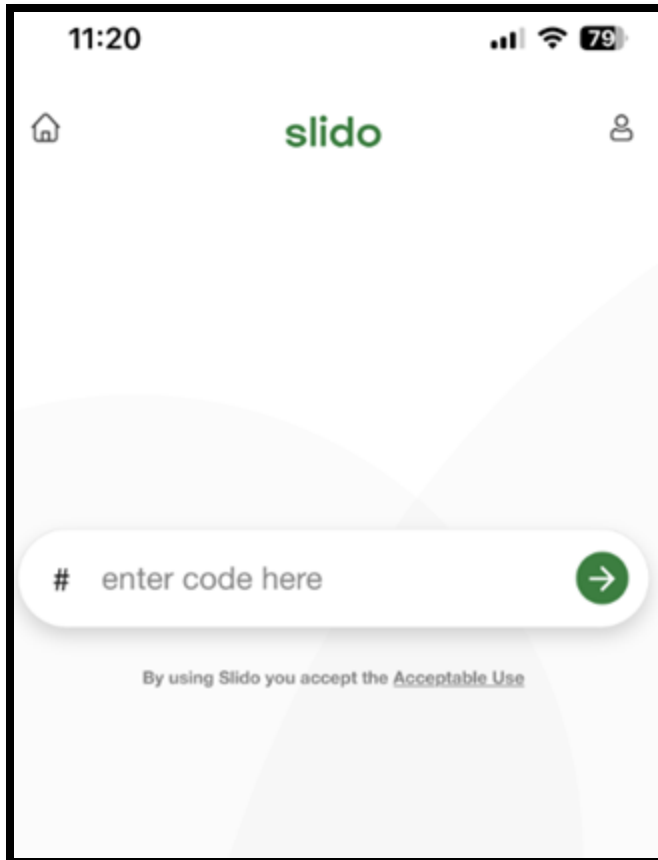 11:20
79
slido
# enter code here
By using Slido you accept the Acceptable Use